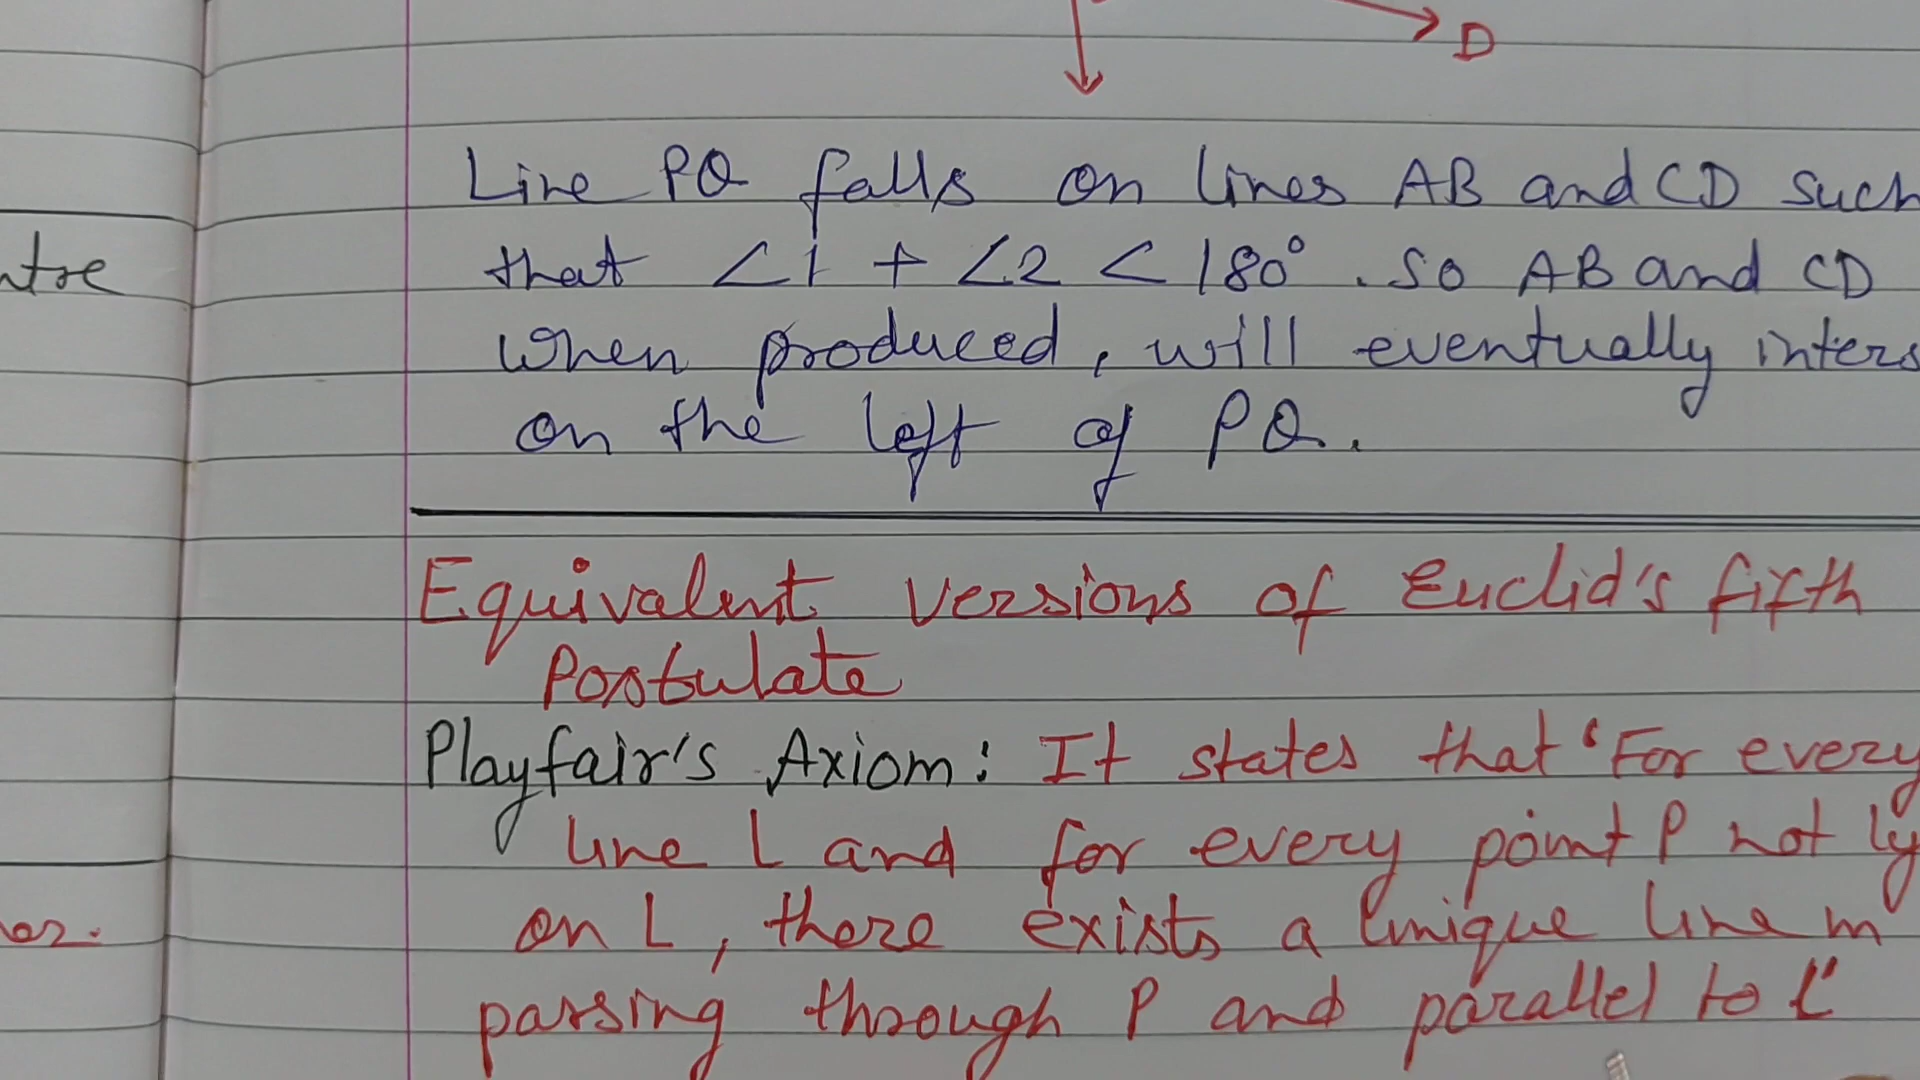 D
Line PQ falls on lines AB and CD such
that ∠1 + ∠2 < 180°. So AB and CD
ntre
when produced, will eventually inters
on the left of PQ.
Equivalent versions of Euclid's fifth
Postulate
Playfair's Axiom: It states that 'For every
line L and for every point P not ly
on L, there exists a unique line m
passing through P and parallel to L'